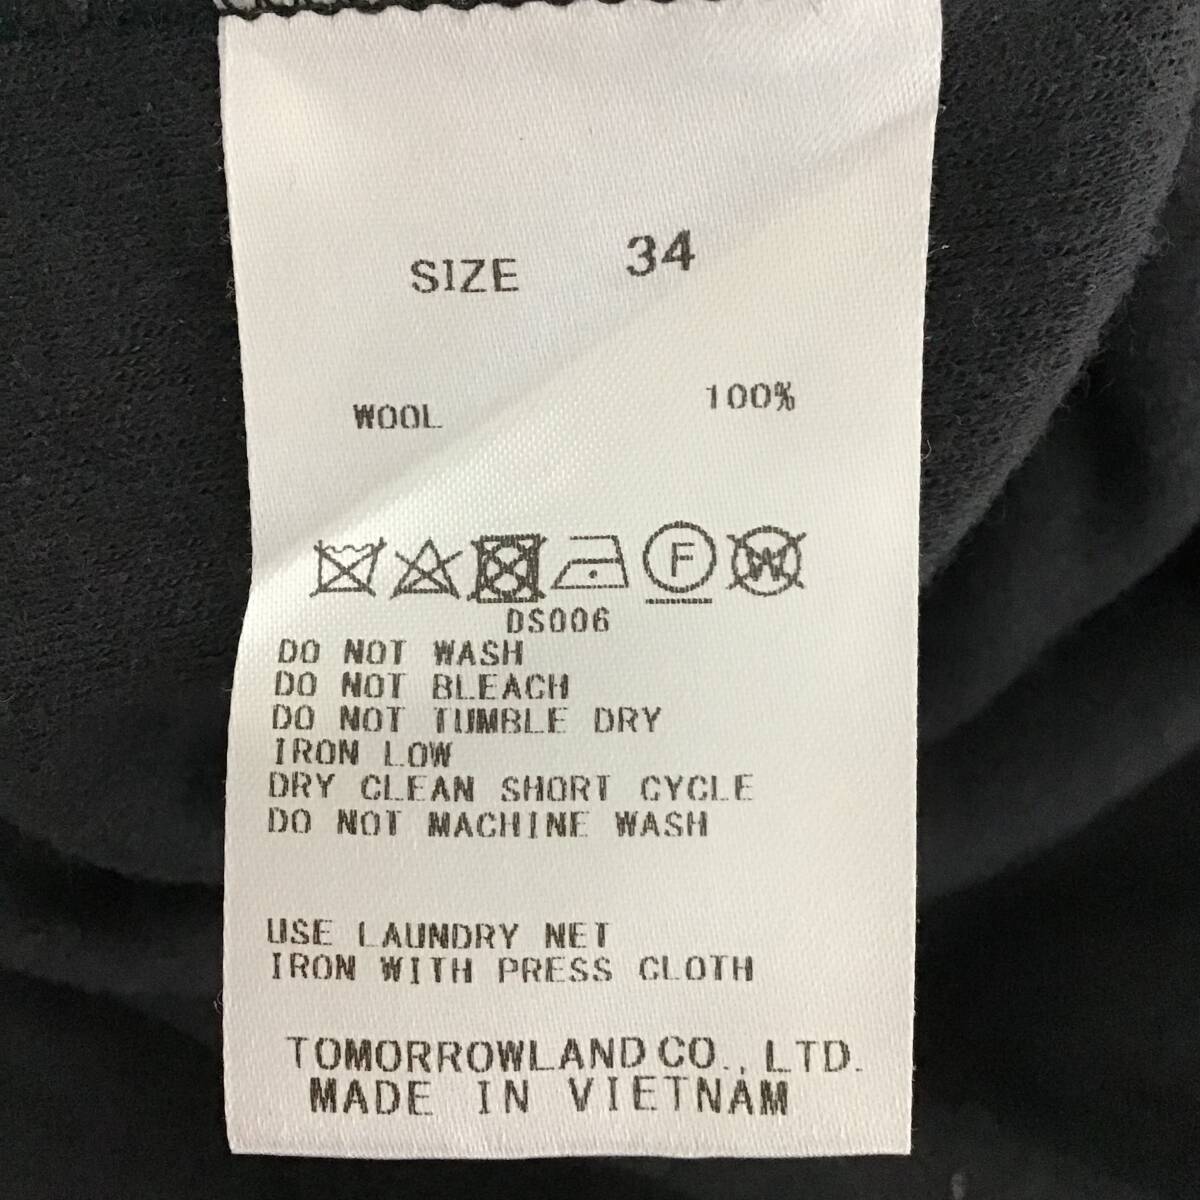 SIZE 34
WOOL 100%
F W
DS006
DO NOT WASH
DO NOT BLEACH
DO NOT TUMBLE DRY
IRON LOW
DRY CLEAN SHORT CYCLE
DO NOT MACHINE WASH
USE LAUNDRY NET
IRON WITH PRESS CLOTH
TOMORROWLAND CO., LTD.
MADE IN VIETNAM